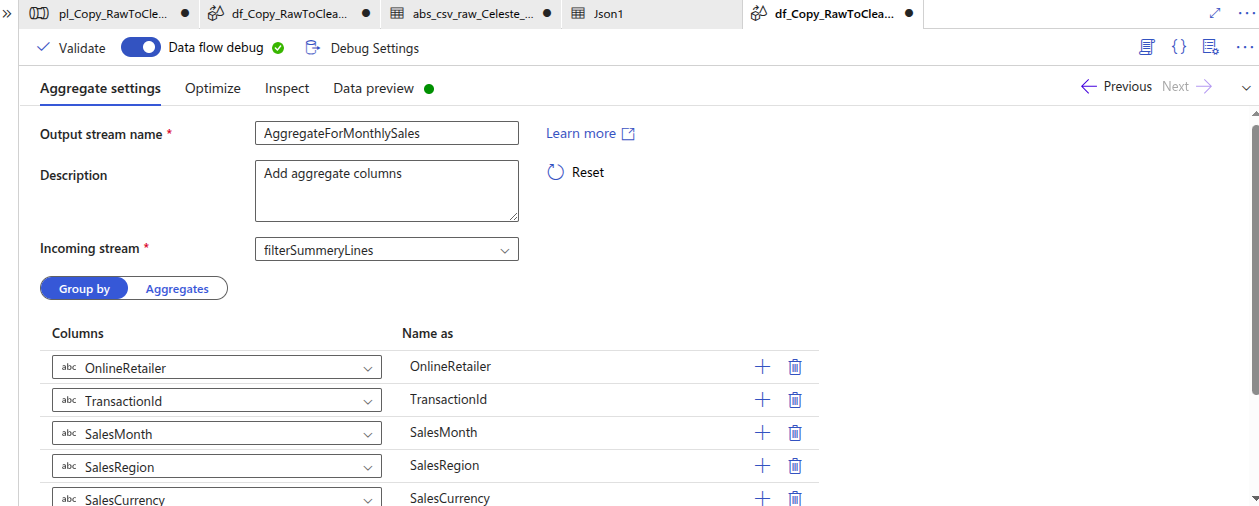 » pl_Copy_RawToCle... df_Copy_RawToClea... abs_csv_raw_Celeste_... Json1 df_Copy_RawToClea...
Validate Data flow debug Debug Settings
Aggregate settings Optimize Inspect Data preview Previous Next
Output stream name * AggregateForMonthlySales Learn more
Description Add aggregate columns Reset
Incoming stream * filterSummeryLines
Group by Aggregates
Columns Name as
abc OnlineRetailer OnlineRetailer
abc TransactionId TransactionId
abc SalesMonth SalesMonth
abc SalesRegion SalesRegion
abc SalesCurrency SalesCurrency